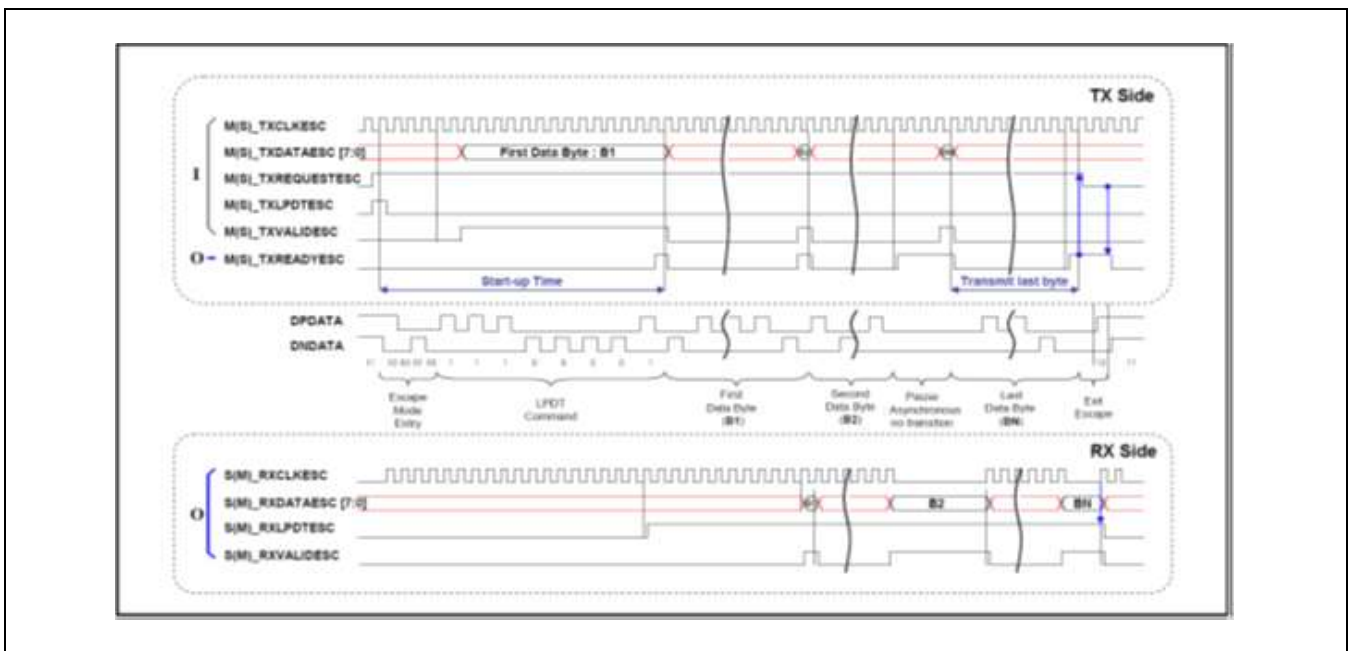 TX Side
M(S)_TXCLKESC
M(S)_TXDATAESC [7:0]
First Data Byte : B1
I
M(S)_TXREQUESTESC
M(S)_TXLPDTESC
M(S)_TXVALIDESC
O
M(S)_TXREADYESC
Start-up Time
Transmit last byte
DPDATA
DNDATA
Escape
Mode
Entry
LPDT
Command
First
Data Byte
(B1)
Second
Data Byte
(B2)
Pause
Asynchronous
no transition
Last
Data Byte
(BN)
Exit
Escape
RX Side
S(M)_RXCLKESC
S(M)_RXDATAESC [7:0]
B2
BN
O
S(M)_RXLPDTESC
S(M)_RXVALIDESC